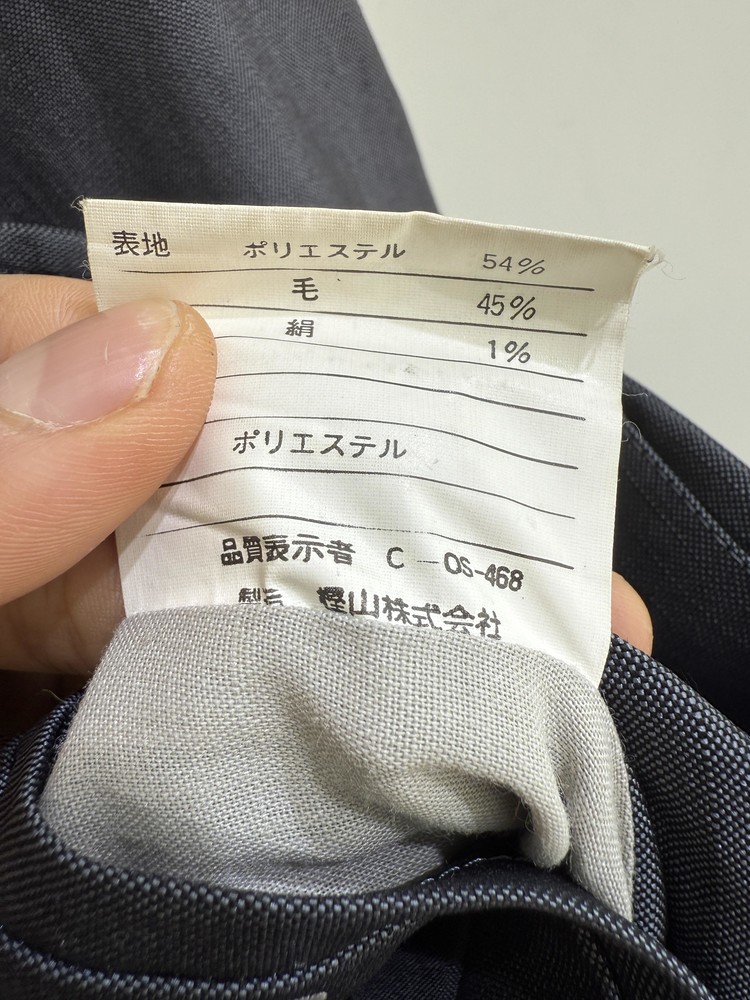 表地 ポリエステル 54%
毛 45%
絹 1%
ポリエステル
品質表示者 C-OS-468
樫山株式会社